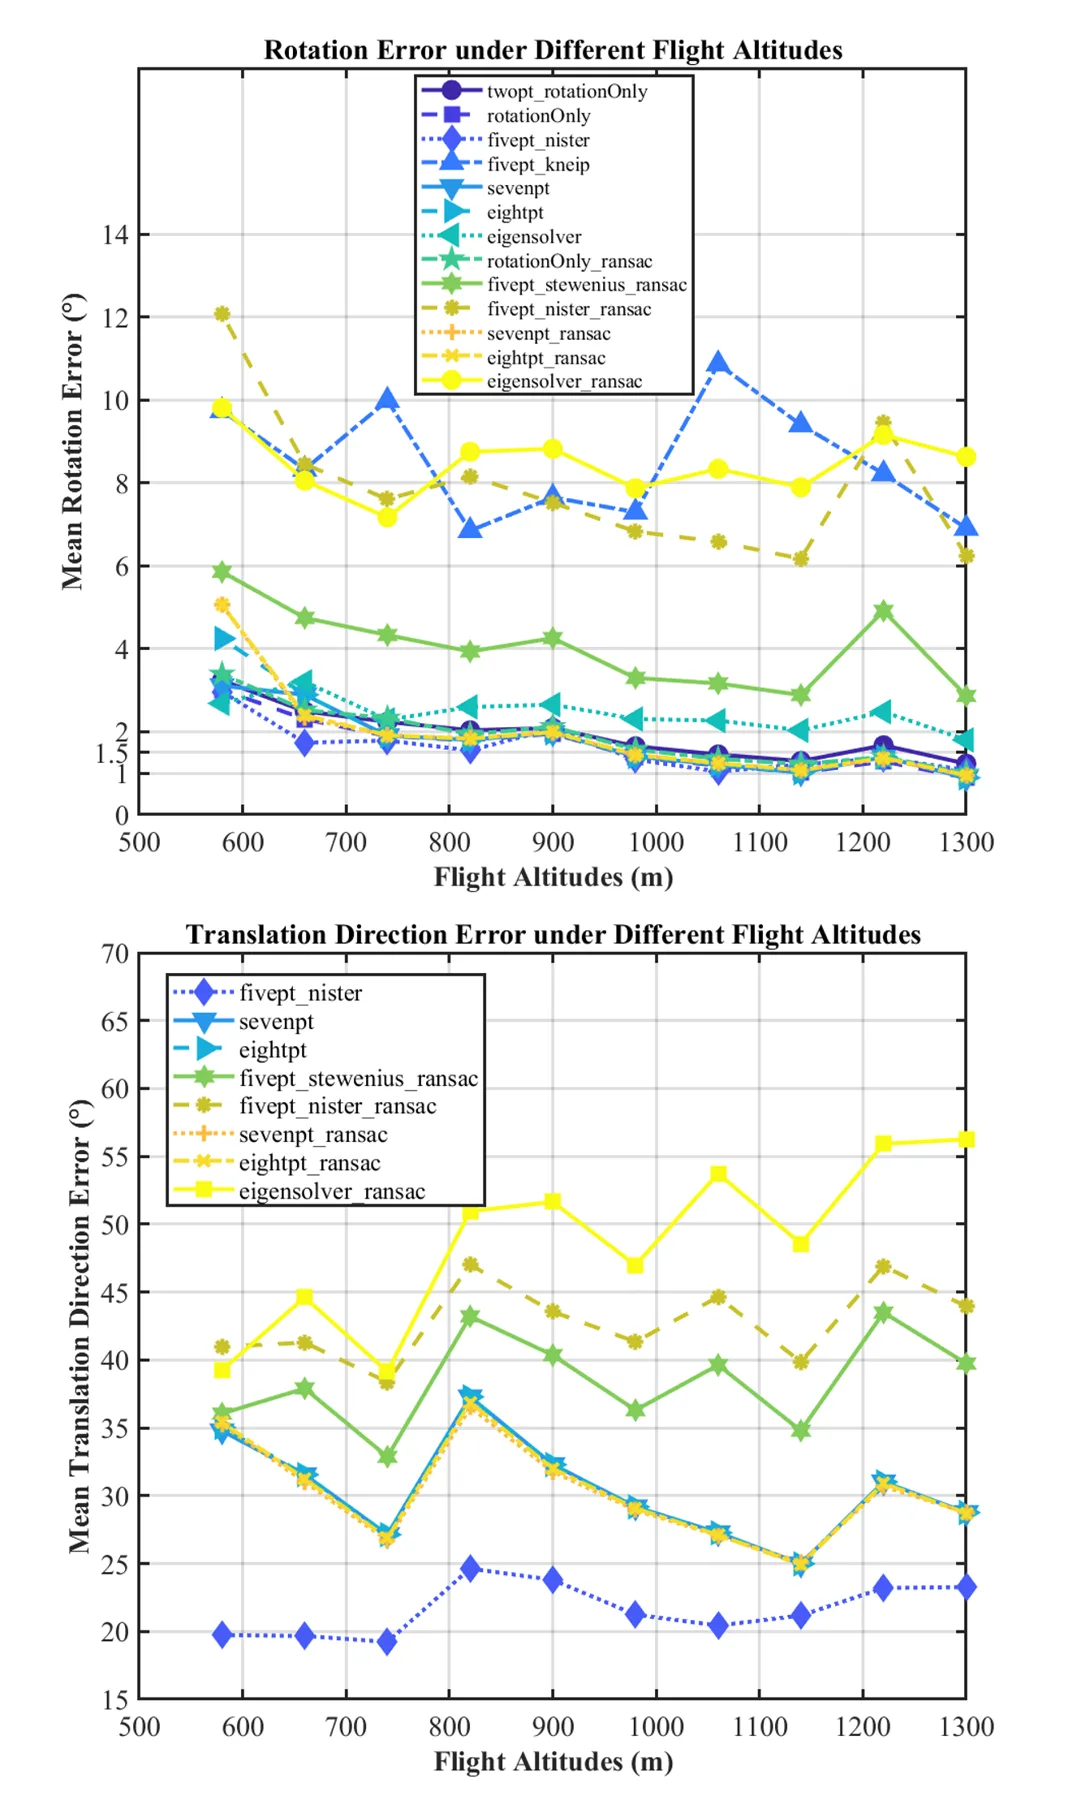 Rotation Error under Different Flight Altitudes
twopt_rotationOnly
rotationOnly
fivept_nister
fivept_kneip
sevenpt
eightpt
eigensolver
rotationOnly_ransac
fivept_stewenius_ransac
fivept_nister_ransac
sevenpt_ransac
eightpt_ransac
eigensolver_ransac
Mean Rotation Error (°)
14
12
10
8
6
4
2
1.5
1
0
500 600 700 800 900 1000 1100 1200 1300
Flight Altitudes (m)
Translation Direction Error under Different Flight Altitudes
fivept_nister
sevenpt
eightpt
fivept_stewenius_ransac
fivept_nister_ransac
sevenpt_ransac
eightpt_ransac
eigensolver_ransac
Mean Translation Direction Error (°)
70
65
60
55
50
45
40
35
30
25
20
15
500 600 700 800 900 1000 1100 1200 1300
Flight Altitudes (m)